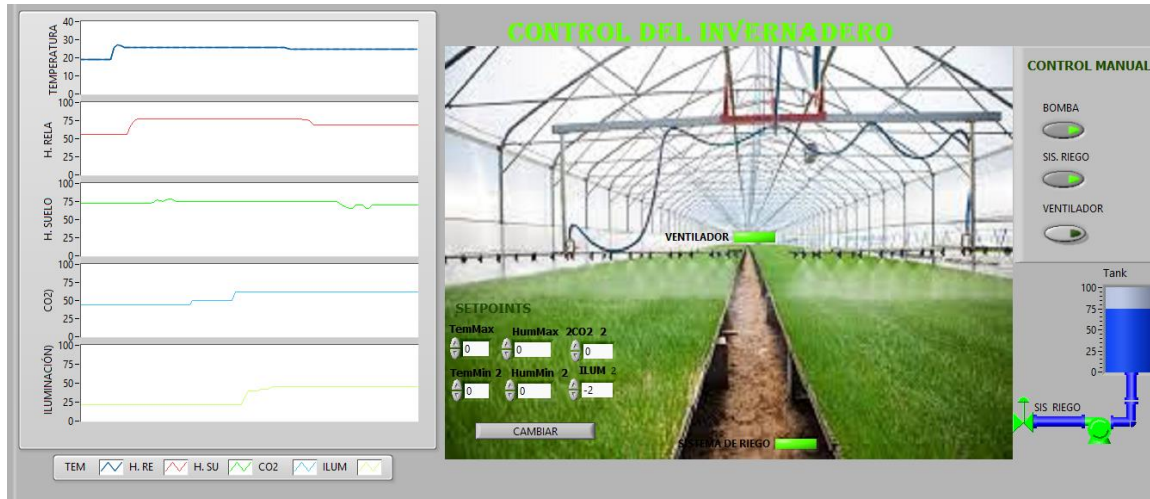 CONTROL DEL INVERNADERO
TEMPERATURA
40
30
20
10
0
H. RELA
100
75
50
25
0
H. SUELO
100
75
50
25
0
CO2)
100
75
50
25
0
ILUMINACIÓN)
100
75
50
25
0
TEM H. RE H. SU CO2 ILUM
VENTILADOR
SETPOINTS
TemMax HumMax 2 CO2 2
0 0 0
TemMin 2 HumMin 2 ILUM 2
0 0 -2
CAMBIAR
SISTEMA DE RIEGO
CONTROL MANUAL
BOMBA
SIS. RIEGO
VENTILADOR
Tank
100
75
50
25
0
SIS RIEGO